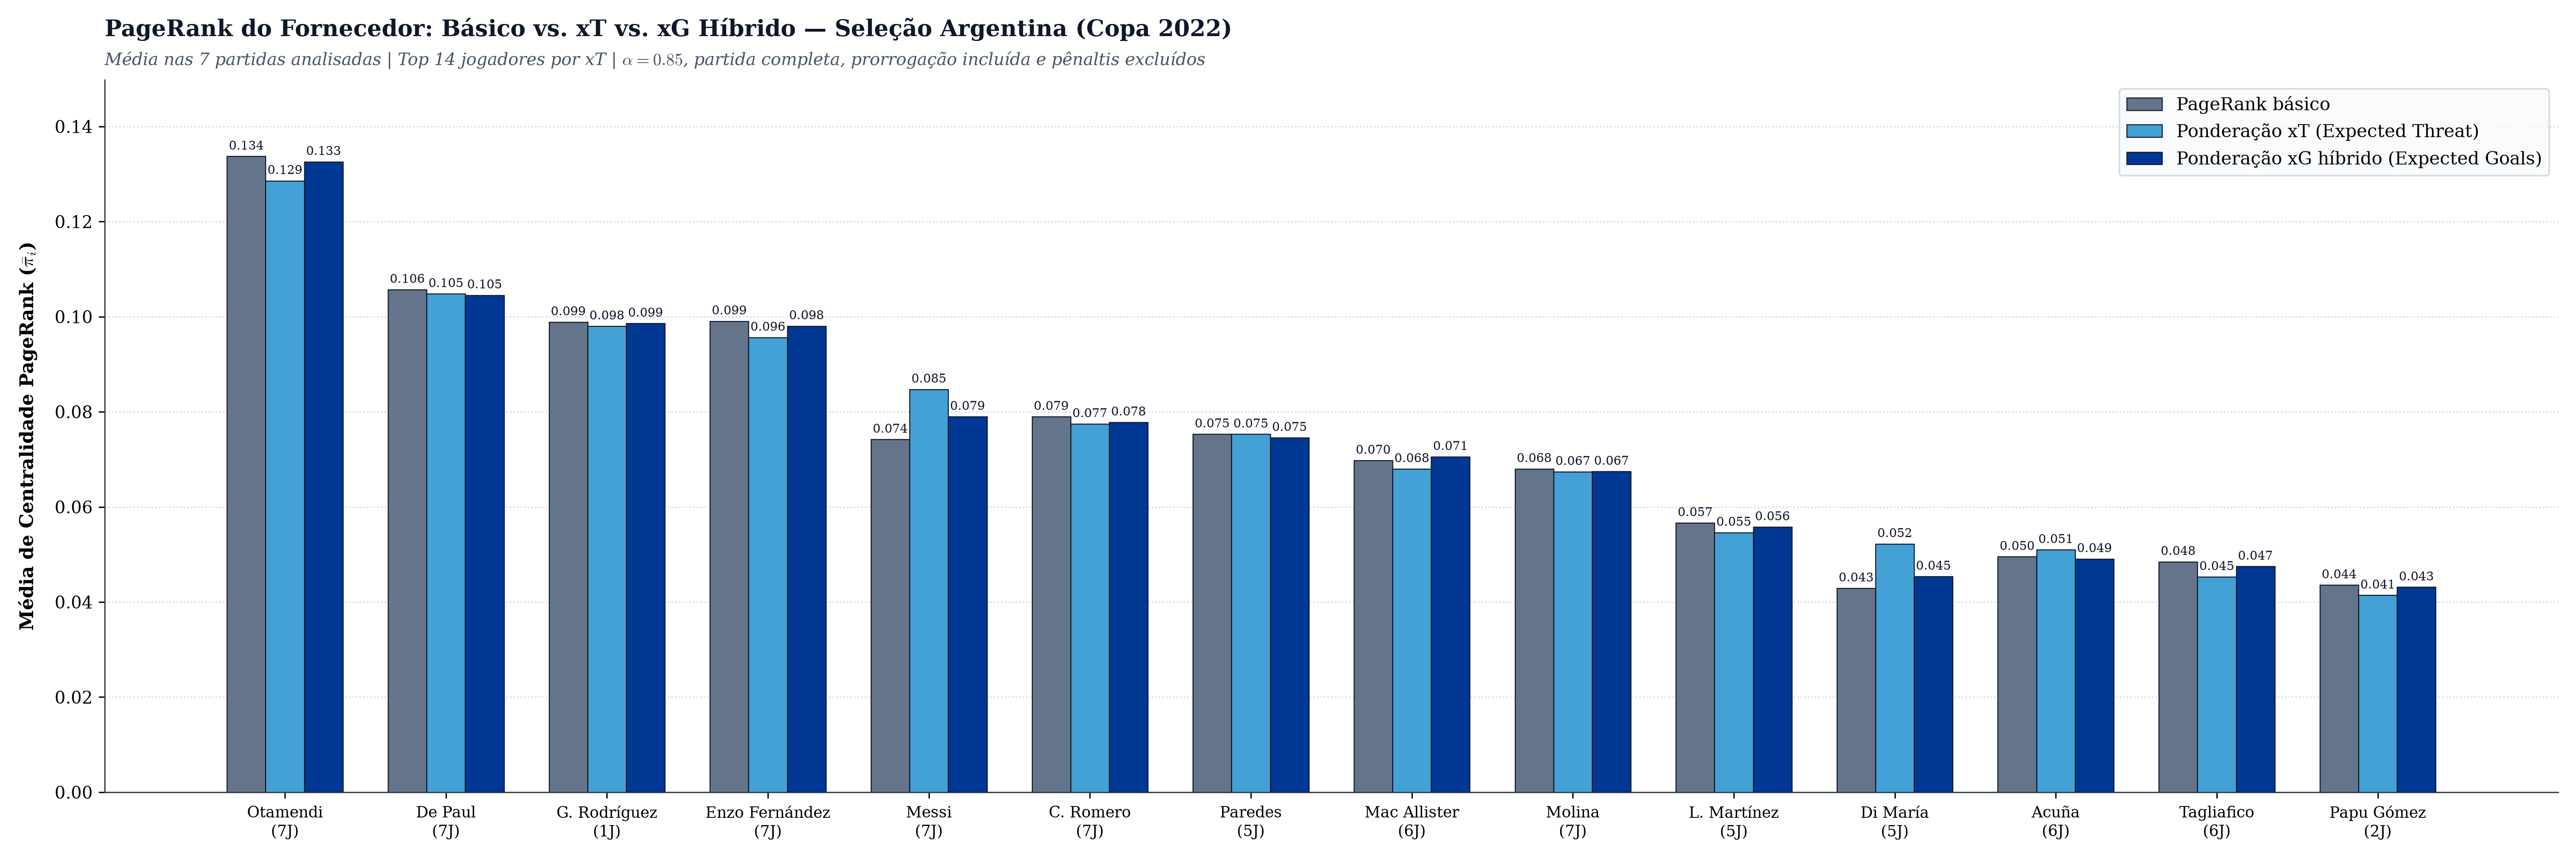 PageRank do Fornecedor: Básico vs. xT vs. xG Híbrido — Seleção Argentina (Copa 2022)
Média nas 7 partidas analisadas | Top 14 jogadores por xT | α = 0.85, partida completa, prorrogação incluída e pênaltis excluídos
PageRank básico
Ponderação xT (Expected Threat)
Ponderação xG híbrido (Expected Goals)
Média de Centralidade PageRank (π̄ᵢ)
0.14
0.12
0.10
0.08
0.06
0.04
0.02
0.00
0.134 0.129 0.133
0.106 0.105 0.105
0.099 0.098 0.099
0.099 0.096 0.098
0.074 0.085 0.079
0.079 0.077 0.078
0.075 0.075 0.075
0.070 0.068 0.071
0.068 0.067 0.067
0.057 0.055 0.056
0.043 0.052 0.045
0.050 0.051 0.049
0.048 0.045 0.047
0.044 0.041 0.043
Otamendi
(7J)
De Paul
(7J)
G. Rodríguez
(1J)
Enzo Fernández
(7J)
Messi
(7J)
C. Romero
(7J)
Paredes
(5J)
Mac Allister
(6J)
Molina
(7J)
L. Martínez
(5J)
Di María
(5J)
Acuña
(6J)
Tagliafico
(6J)
Papu Gómez
(2J)